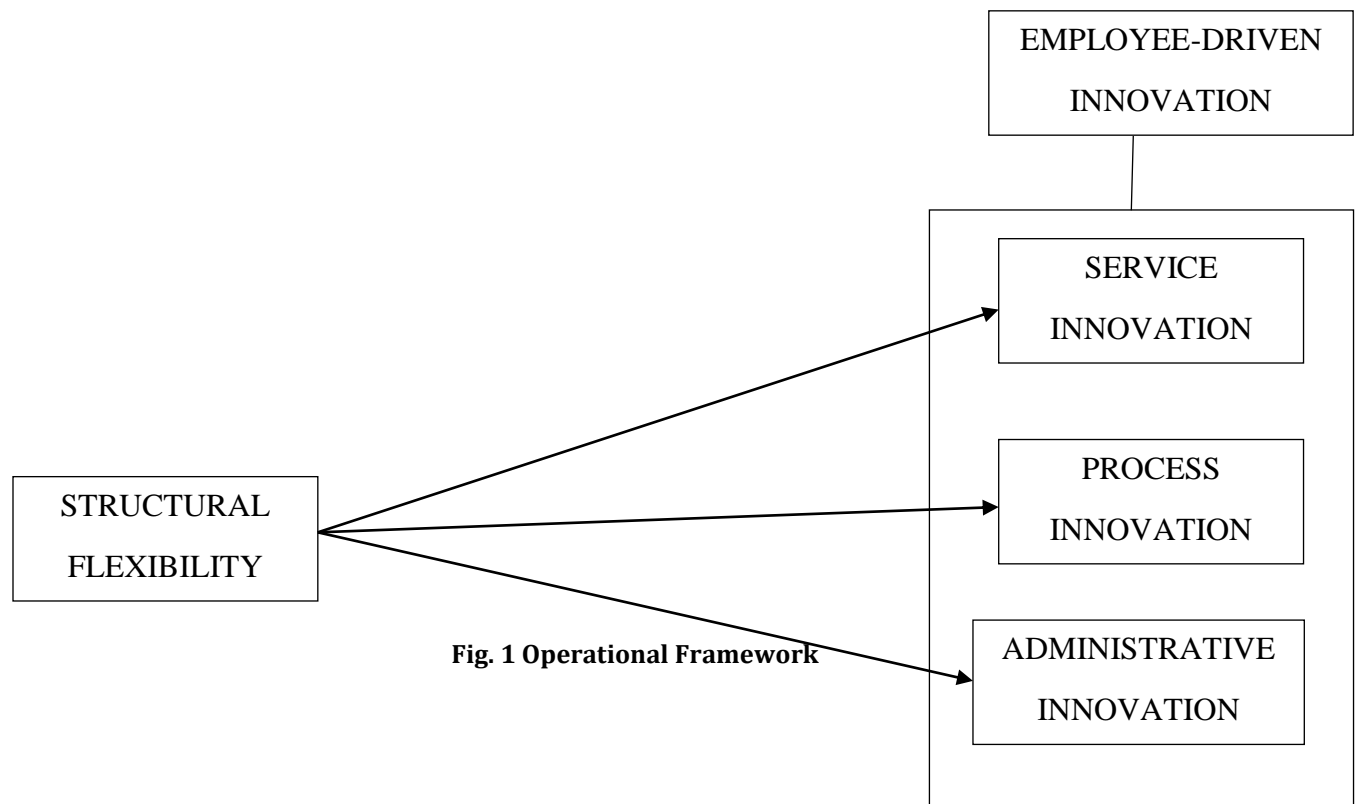 EMPLOYEE-DRIVEN
INNOVATION
SERVICE
INNOVATION
PROCESS
INNOVATION
STRUCTURAL
FLEXIBILITY
ADMINISTRATIVE
INNOVATION
Fig. 1 Operational Framework